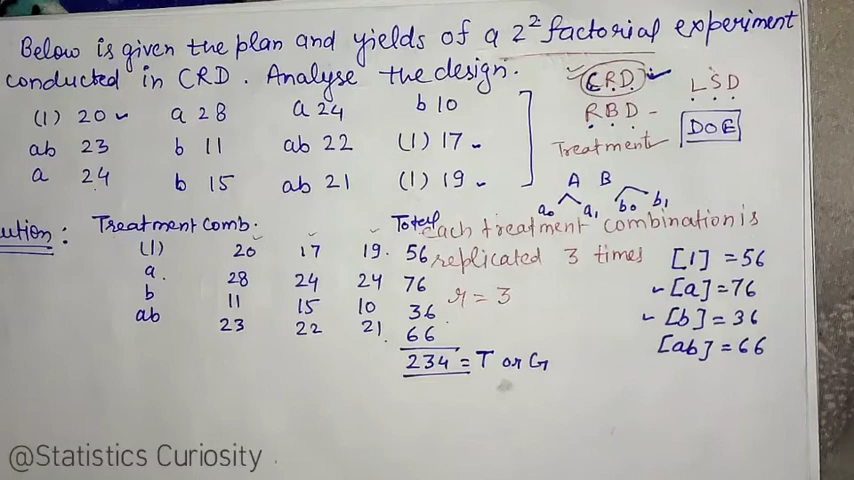 Below is given the plan and yields of a 2² factorial experiment
conducted in CRD. Analyse the design.
(1) 20 a 28 a 24 b 10
ab 23 b 11 ab 22 (1) 17
a 24 b 15 ab 21 (1) 19
CRD
RBD -
LSD
DOE
Treatment
A B
a₀ a₁ b₀ b₁
ution: Treatment Comb. Total
(1) 20 17 19. 56
a. 28 24 24 76
b 11 15 10 36
ab 23 22 21. 66
234 = T or G
Each treatment combination is
replicated 3 times
r = 3
[1] = 56
[a] = 76
[b] = 36
[ab] = 66
@Statistics Curiosity